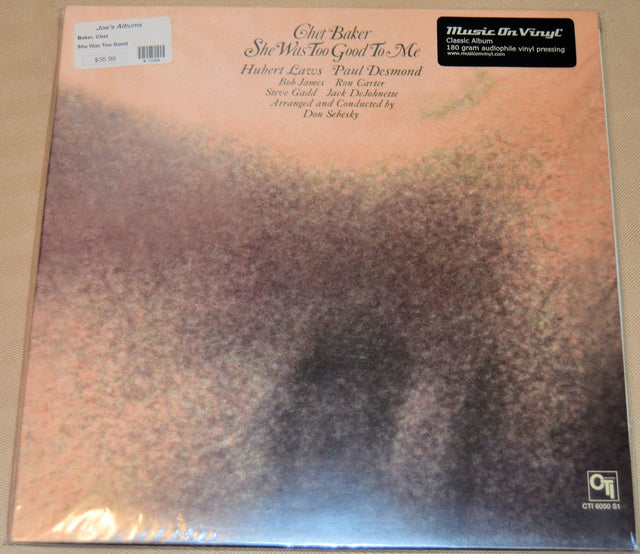 Joe's Albums
Baker, Chet
She Was Too Good
$35.99
Chet Baker
She Was Too Good To Me
Hubert Laws Paul Desmond
Bob James Ron Carter
Steve Gadd Jack DeJohnette
Arranged and Conducted by
Don Sebesky
Music On Vinyl
Classic Album
180 gram audiophile vinyl pressing
www.musiconvinyl.com
CTI
CTI 6050 S1